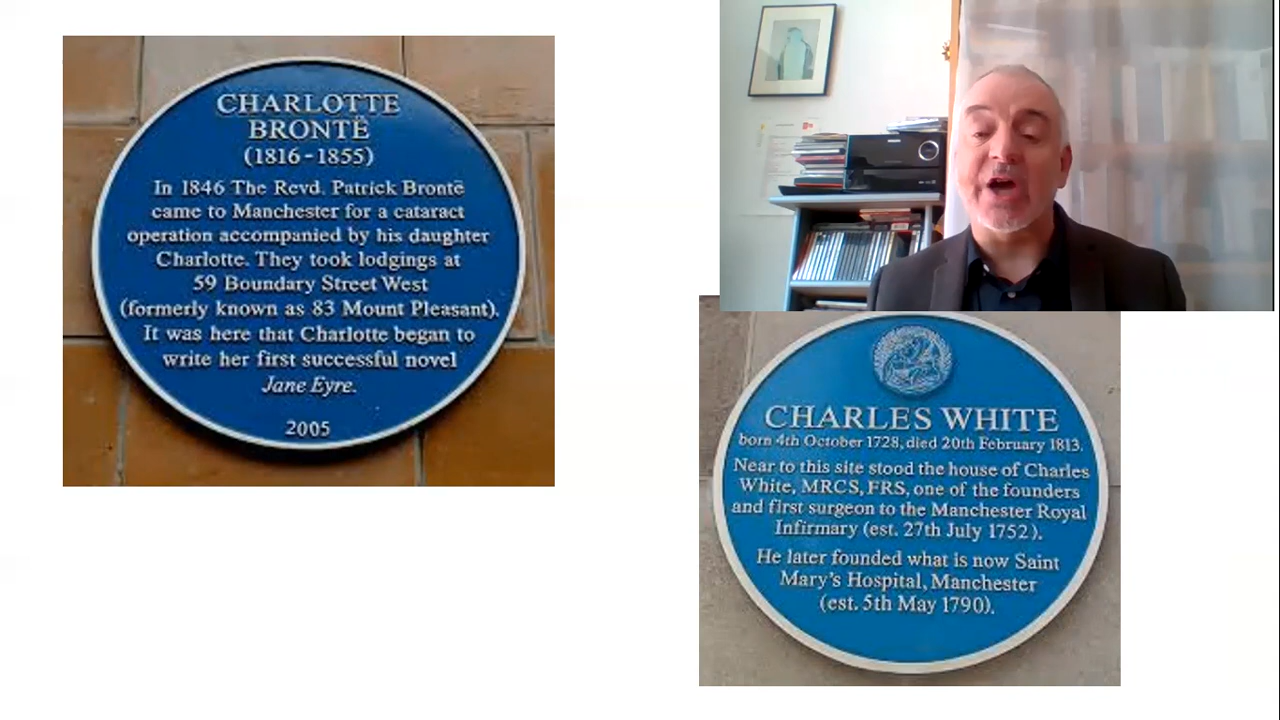 CHARLOTTE
BRONTË
(1816-1855)
In 1846 The Revd. Patrick Brontë
came to Manchester for a cataract
operation accompanied by his daughter
Charlotte. They took lodgings at
59 Boundary Street West
(formerly known as 83 Mount Pleasant).
It was here that Charlotte began to
write her first successful novel
Jane Eyre.
2005
CHARLES WHITE
born 4th October 1728, died 20th February 1813.
Near to this site stood the house of Charles
White, MRCS, FRS, one of the founders
and first surgeon to the Manchester Royal
Infirmary (est. 27th July 1752).
He later founded what is now Saint
Mary's Hospital, Manchester
(est. 5th May 1790).